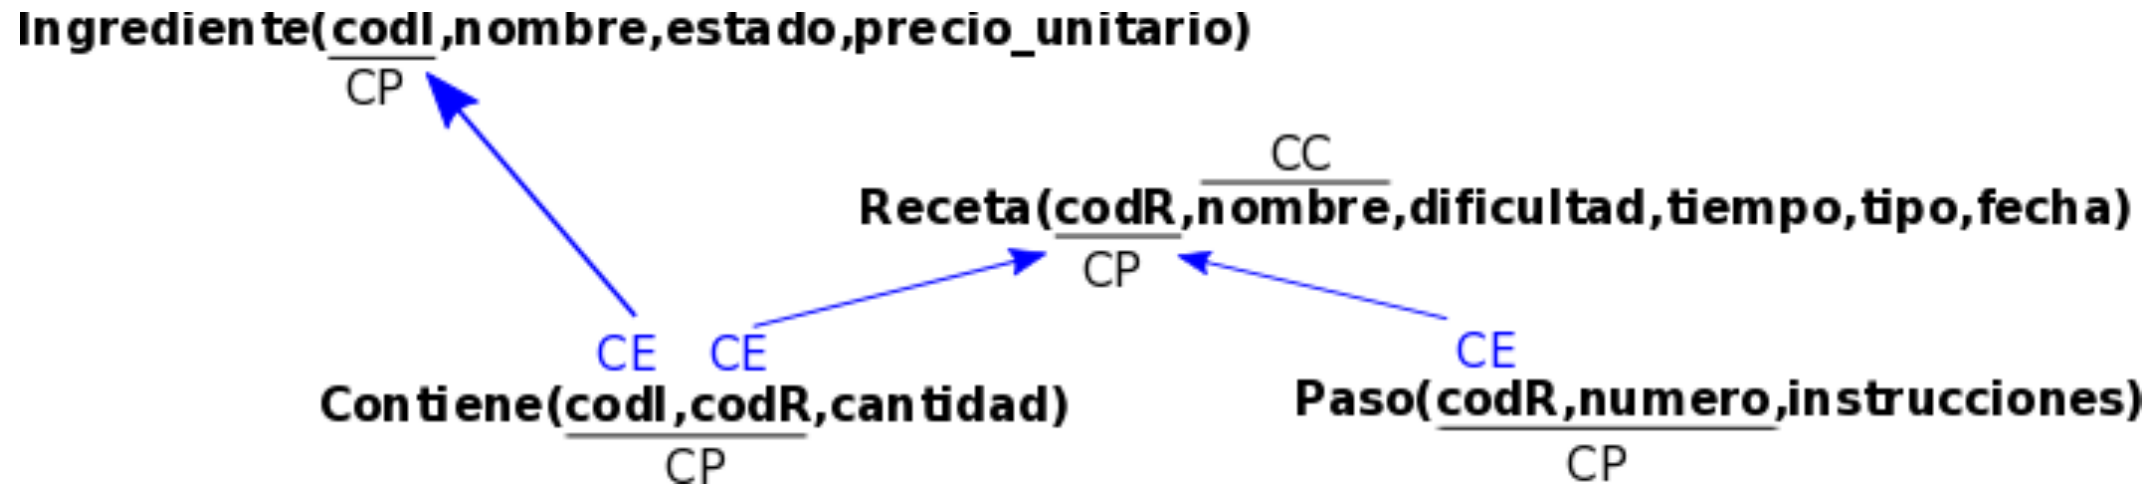 Ingrediente(codI,nombre,estado,precio_unitario)
CP
CC
Receta(codR,nombre,dificultad,tiempo,tipo,fecha)
CP
CE CE CE
Contiene(codI,codR,cantidad) Paso(codR,numero,instrucciones)
CP CP